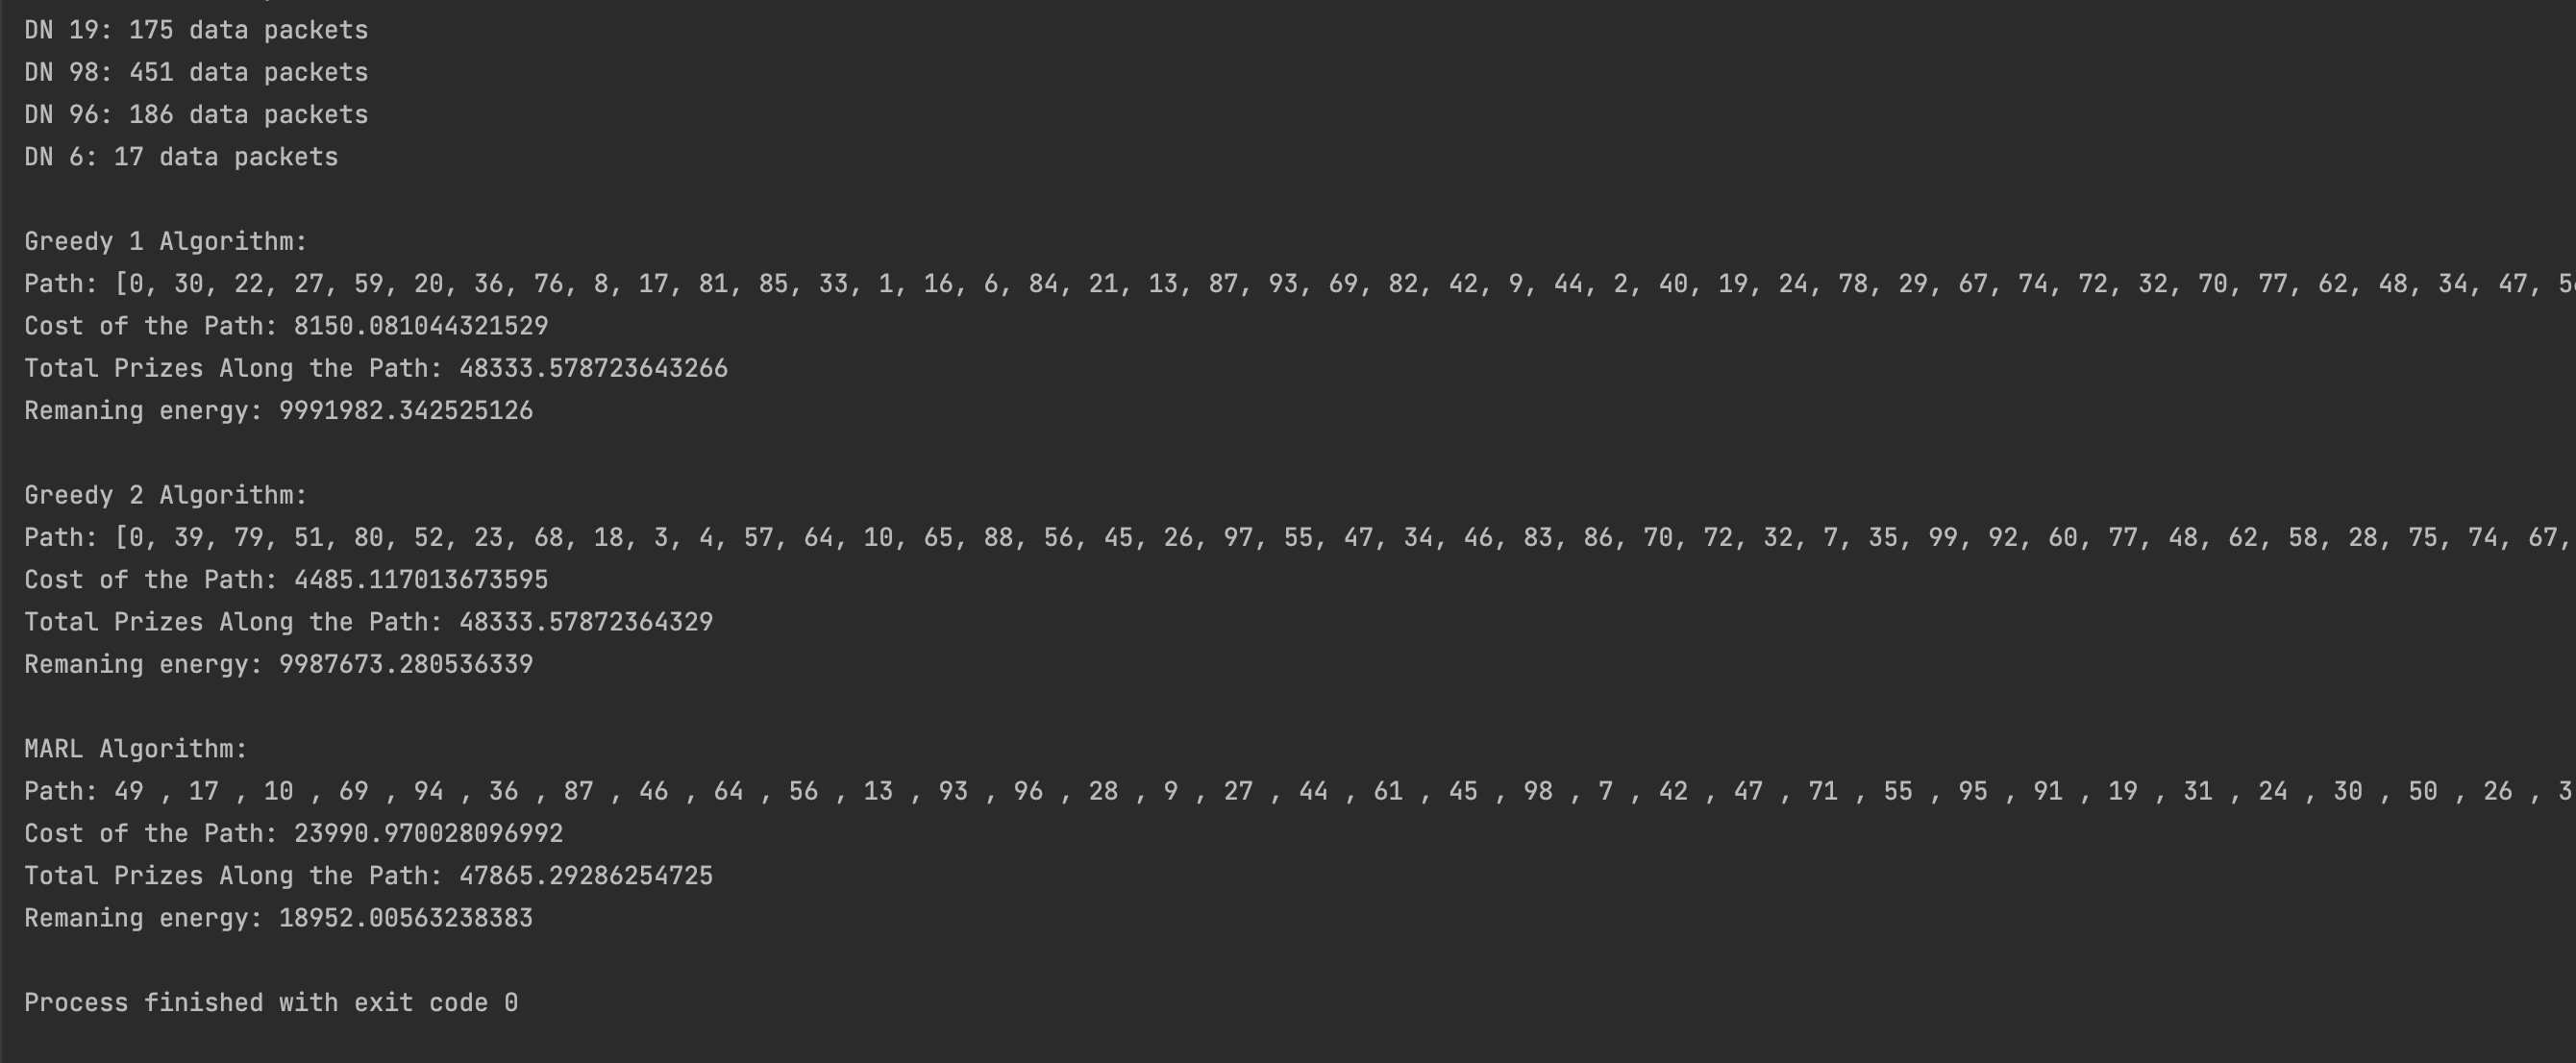 DN 19: 175 data packets
DN 98: 451 data packets
DN 96: 186 data packets
DN 6: 17 data packets
Greedy 1 Algorithm:
Path: [0, 30, 22, 27, 59, 20, 36, 76, 8, 17, 81, 85, 33, 1, 16, 6, 84, 21, 13, 87, 93, 69, 82, 42, 9, 44, 2, 40, 19, 24, 78, 29, 67, 74, 72, 32, 70, 77, 62, 48, 34, 47,
Cost of the Path: 8150.081044321529
Total Prizes Along the Path: 48333.578723643266
Remaning energy: 9991982.342525126
Greedy 2 Algorithm:
Path: [0, 39, 79, 51, 80, 52, 23, 68, 18, 3, 4, 57, 64, 10, 65, 88, 56, 45, 26, 97, 55, 47, 34, 46, 83, 86, 70, 72, 32, 7, 35, 99, 92, 60, 77, 48, 62, 58, 28, 75, 74, 67,
Cost of the Path: 4485.117013673595
Total Prizes Along the Path: 48333.57872364329
Remaning energy: 9987673.280536339
MARL Algorithm:
Path: 49 , 17 , 10 , 69 , 94 , 36 , 87 , 46 , 64 , 56 , 13 , 93 , 96 , 28 , 9 , 27 , 44 , 61 , 45 , 98 , 7 , 42 , 47 , 71 , 55 , 95 , 91 , 19 , 31 , 24 , 30 , 50 , 26 ,
Cost of the Path: 23990.970028096992
Total Prizes Along the Path: 47865.29286254725
Remaning energy: 18952.00563238383
Process finished with exit code 0